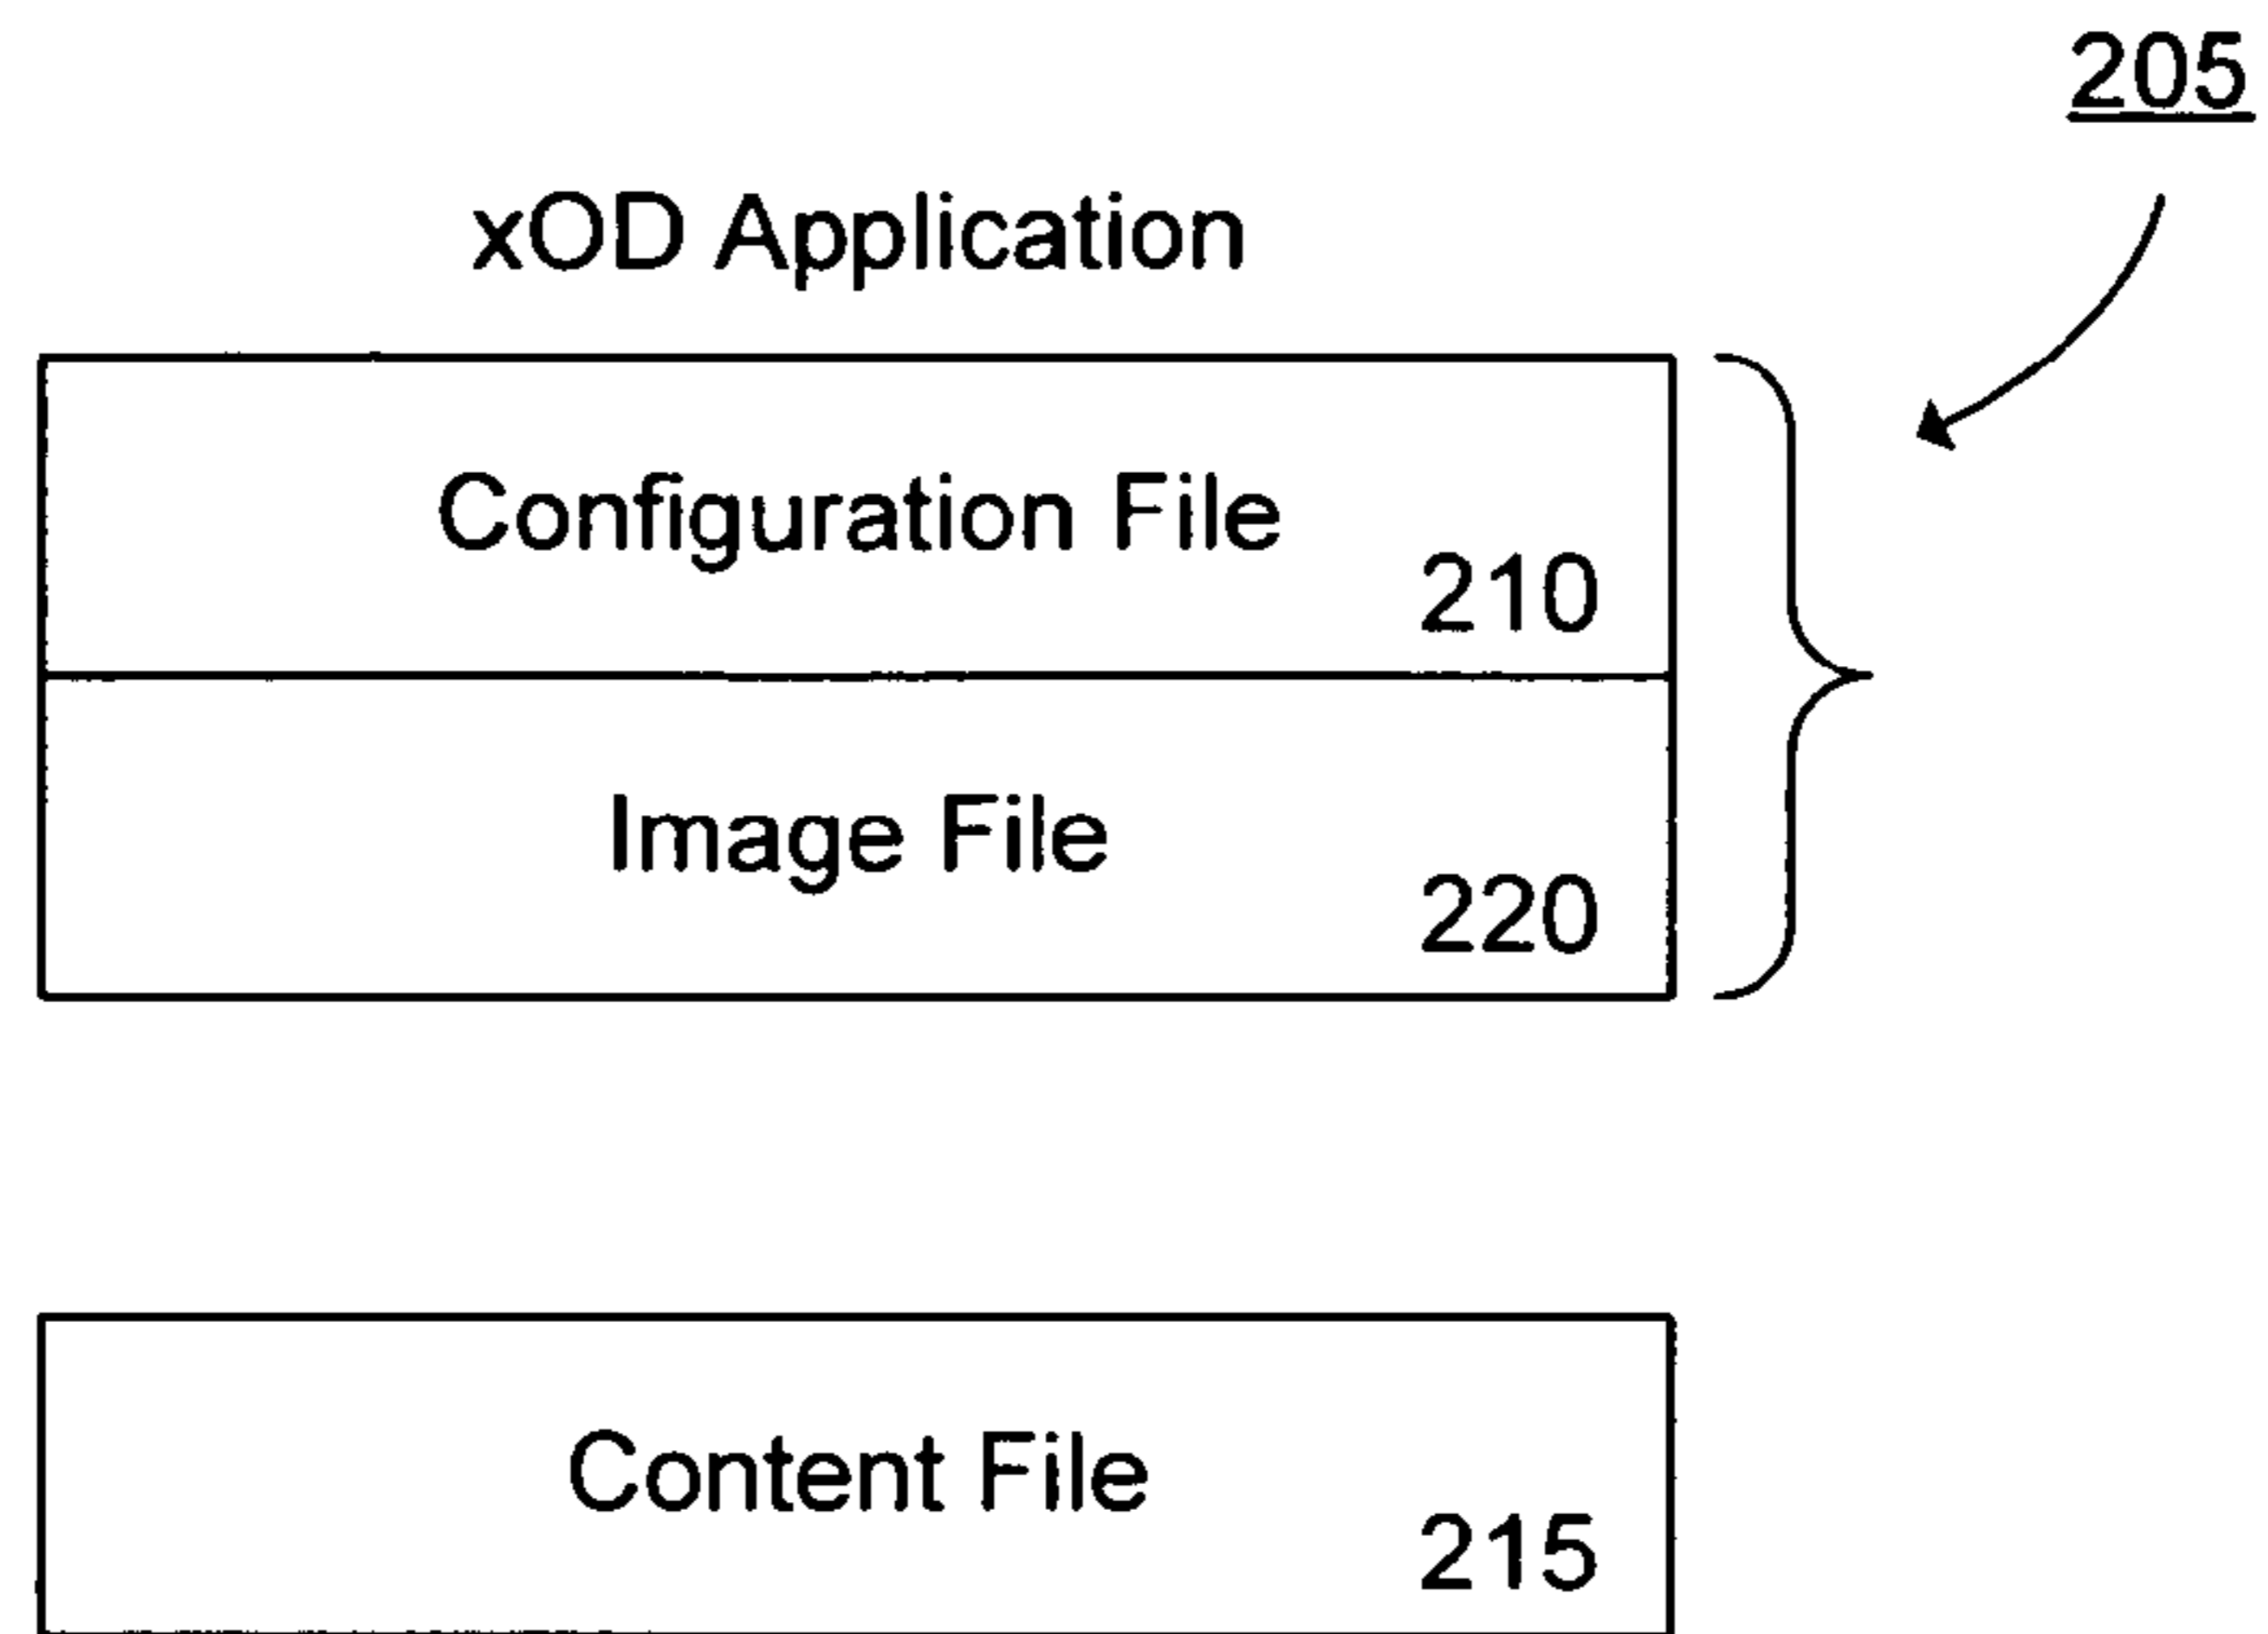 205
xOD Application
Configuration File
210
Image File
220
Content File
215